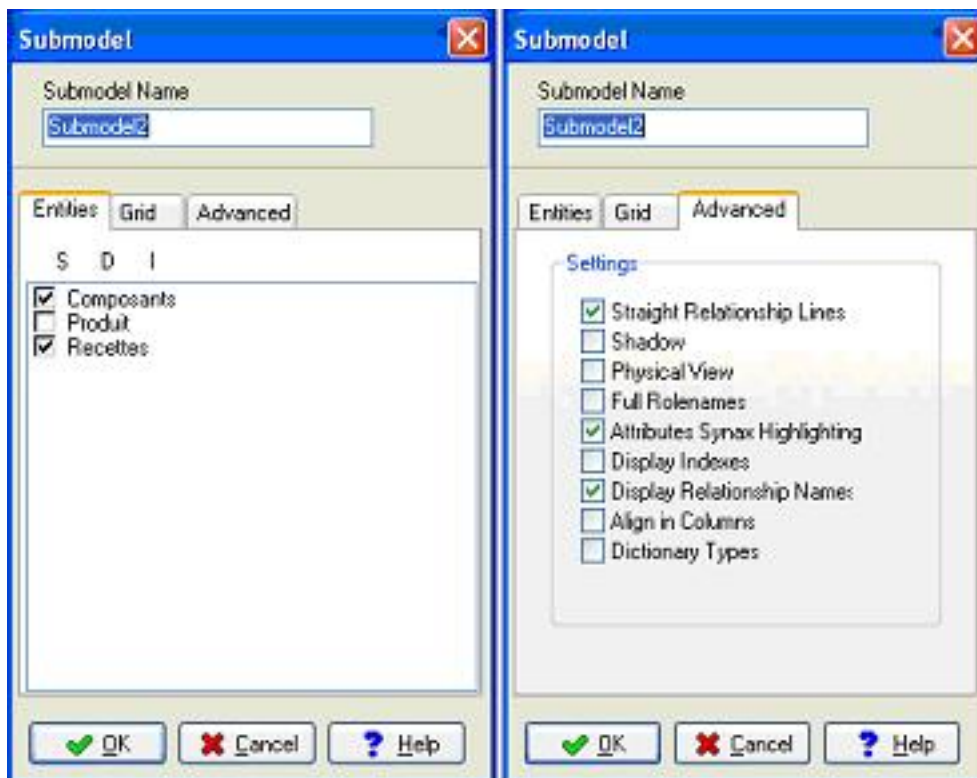 Submodel
Submodel Name
Submodel2
Entities Grid Advanced
S D I
Composants
Produit
Recettes
OK Cancel Help
Submodel
Submodel Name
Submodel2
Entities Grid Advanced
Settings
Straight Relationship Lines
Shadow
Physical View
Full Rolenames
Attributes Synax Highlighting
Display Indexes
Display Relationship Names
Align in Columns
Dictionary Types
OK Cancel Help